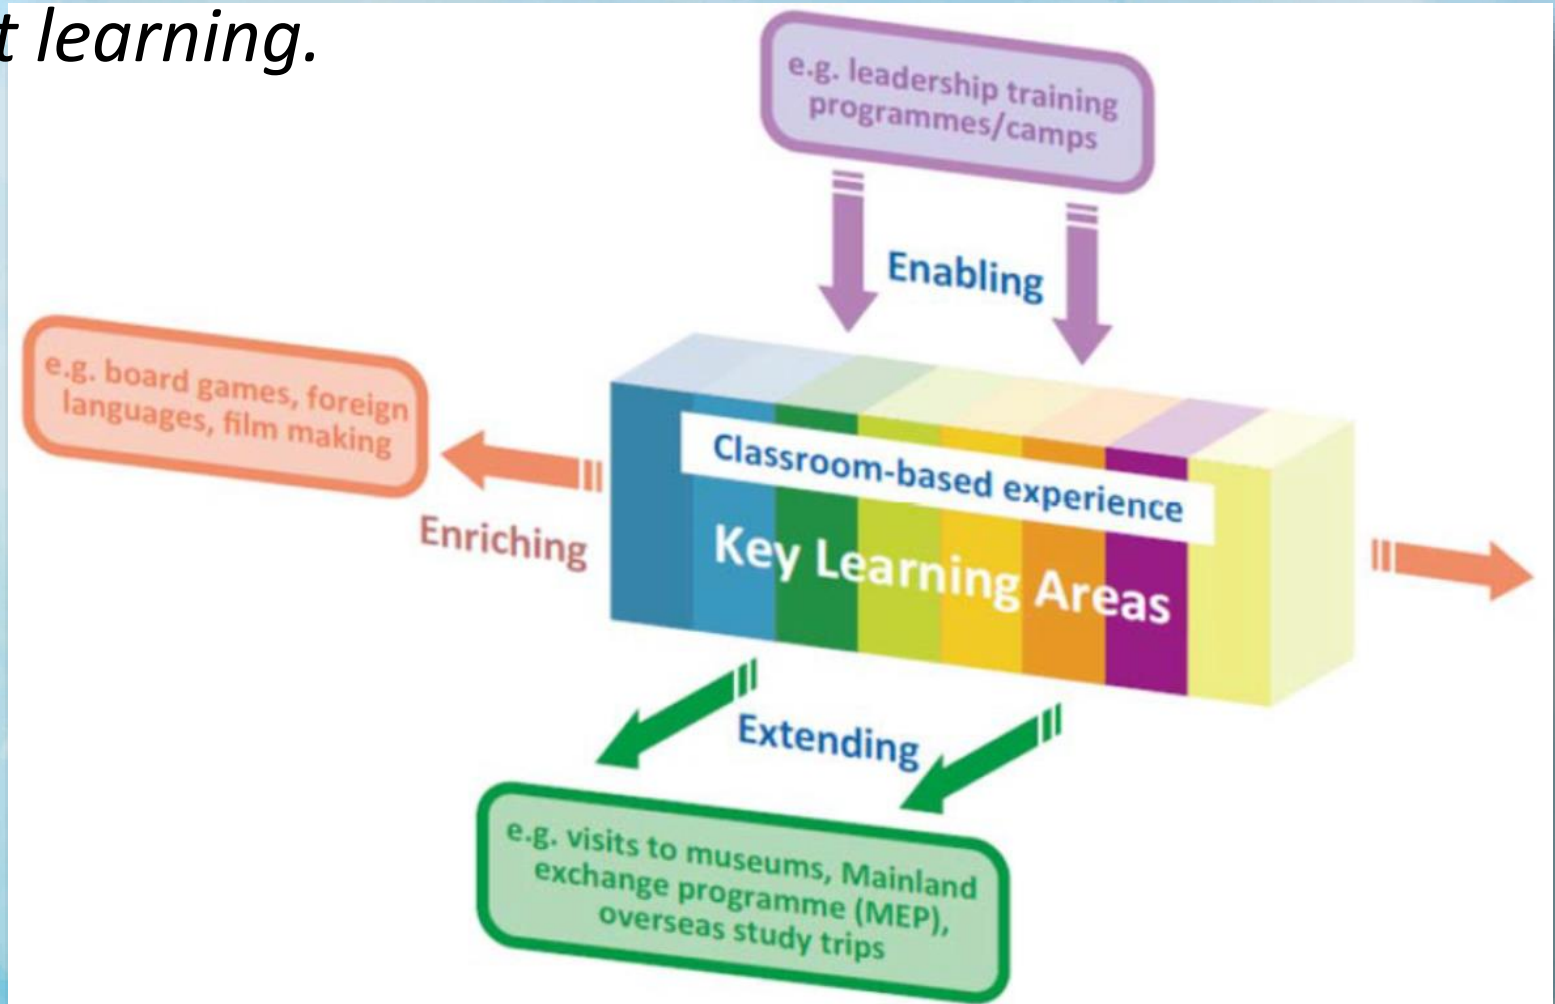 t learning.
e.g. leadership training
programmes/camps
Enabling
e.g. board games, foreign
languages, film making
Enriching
Classroom-based experience
Key Learning Areas
Extending
e.g. visits to museums, Mainland
exchange programme (MEP),
overseas study trips